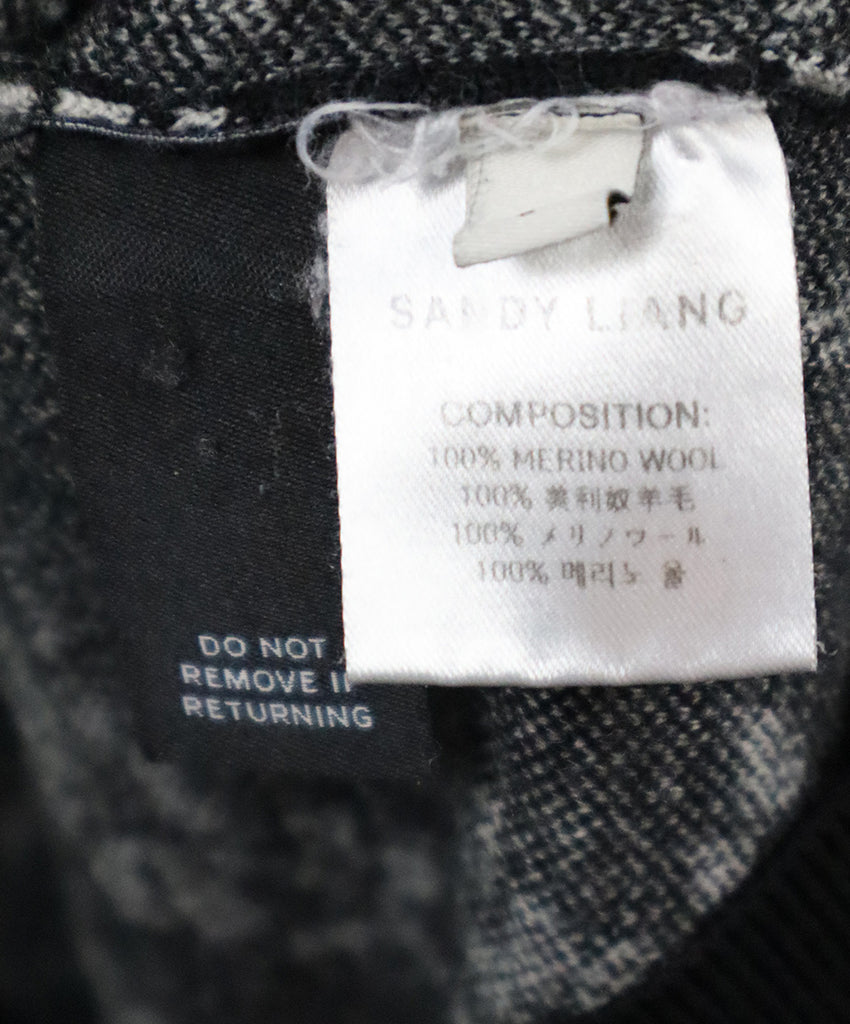 SANDY LIANG
COMPOSITION:
100% MERINO WOOL
100% 美利奴羊毛
100% メリノウール
100% 메리노 울
DO NOT
REMOVE IF
RETURNING